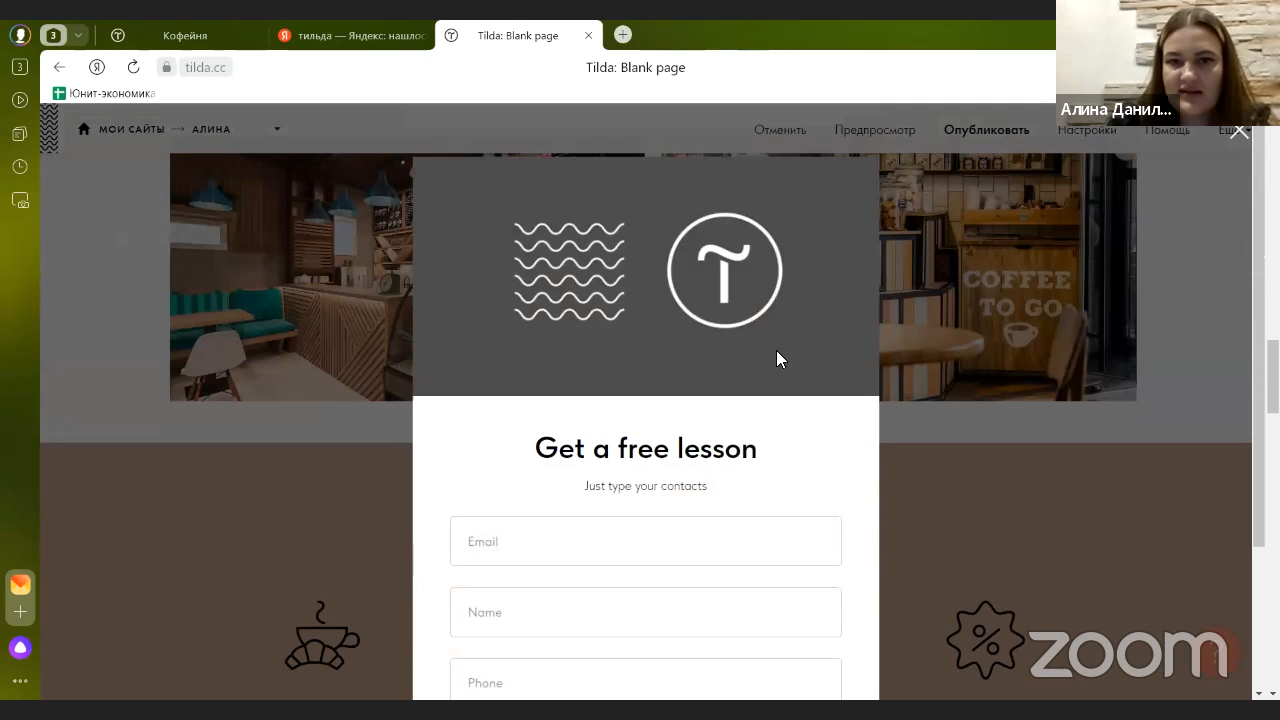 3
Кофейня
тильда — Яндекс: нашлос
Tilda: Blank page
3
tilda.cc
Tilda: Blank page
Юнит-экономика
Алина Данил...
МОИ САЙТЫ → АЛИНА
Отменить
Предпросмотр
Опубликовать
Настройки
Помощь
Ещё
COFFEE
TO GO
Get a free lesson
Just type your contacts
Email
Name
Phone
zoom